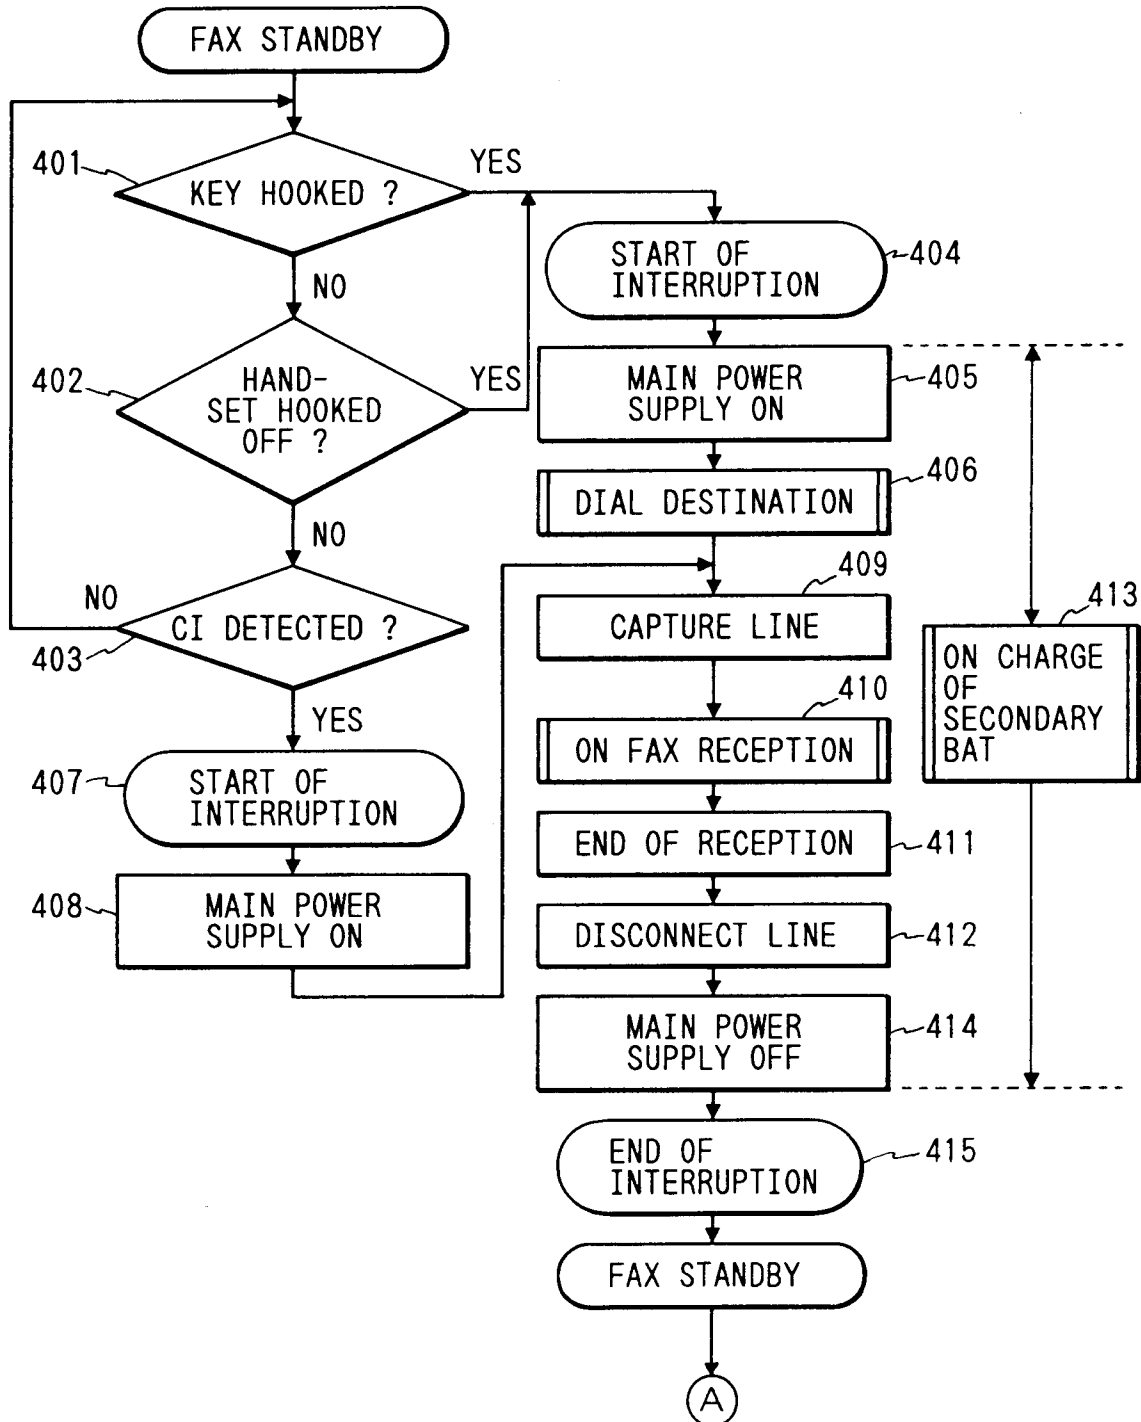 FAX STANDBY
401
KEY HOOKED ?
YES
NO
402
HAND-
SET HOOKED
OFF ?
YES
NO
403
CI DETECTED ?
NO
YES
407
START OF
INTERRUPTION
408
MAIN POWER
SUPPLY ON
START OF
INTERRUPTION
404
MAIN POWER
SUPPLY ON
405
DIAL DESTINATION
406
409
CAPTURE LINE
410
ON FAX RECEPTION
END OF RECEPTION
411
DISCONNECT LINE
412
413
ON CHARGE
OF
SECONDARY
BAT
MAIN POWER
SUPPLY OFF
414
END OF
INTERRUPTION
415
FAX STANDBY
A